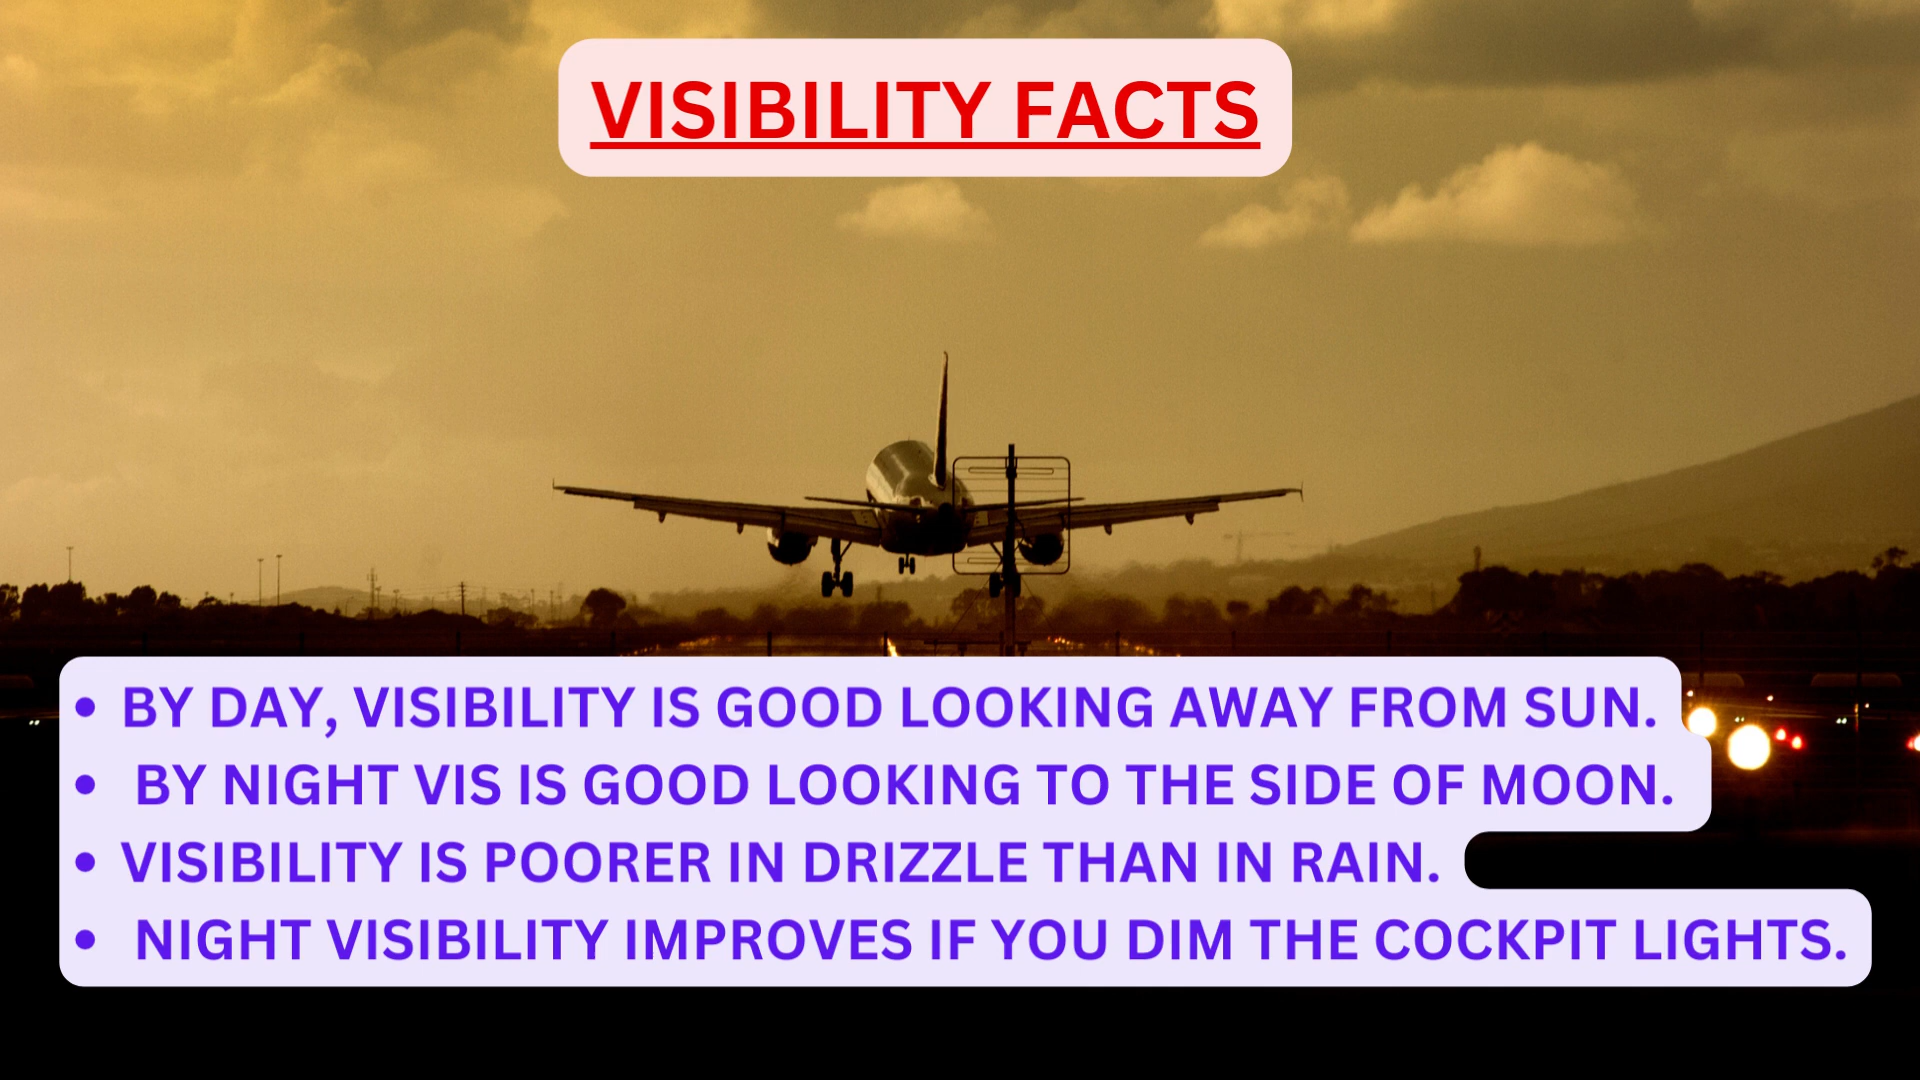 VISIBILITY FACTS
• BY DAY, VISIBILITY IS GOOD LOOKING AWAY FROM SUN.
• BY NIGHT VIS IS GOOD LOOKING TO THE SIDE OF MOON.
• VISIBILITY IS POORER IN DRIZZLE THAN IN RAIN.
• NIGHT VISIBILITY IMPROVES IF YOU DIM THE COCKPIT LIGHTS.